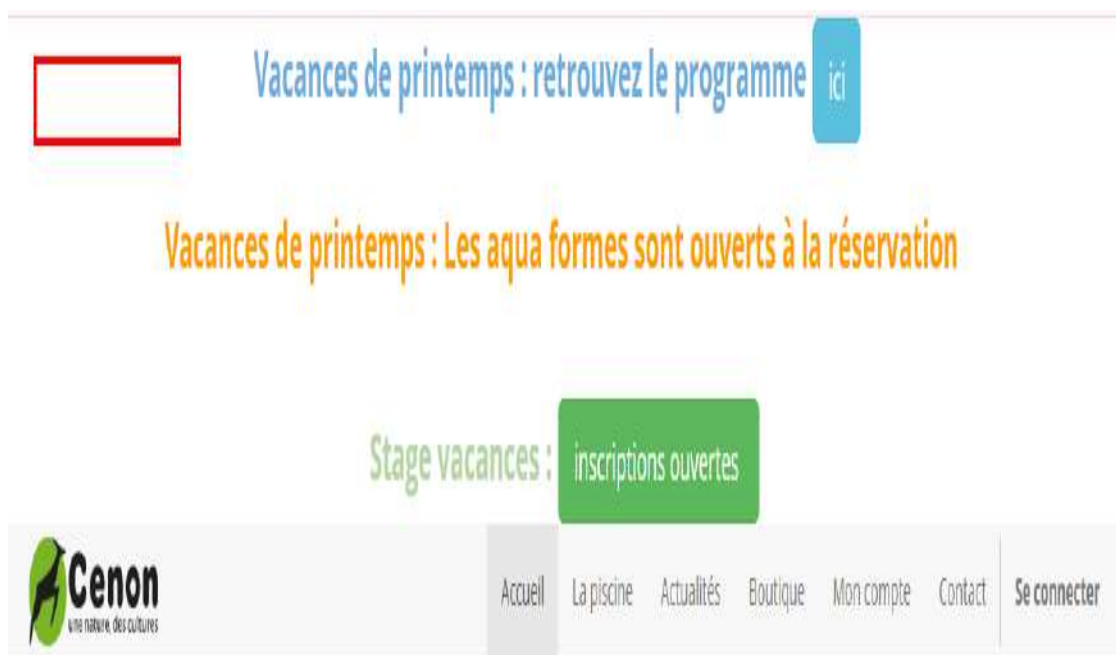 Vacances de printemps : retrouvez le programme ici
Vacances de printemps : Les aqua formes sont ouverts à la réservation
Stage vacances : inscriptions ouvertes
Cenon
une nature, des cultures
Accueil La piscine Actualités Boutique Mon compte Contact Se connecter